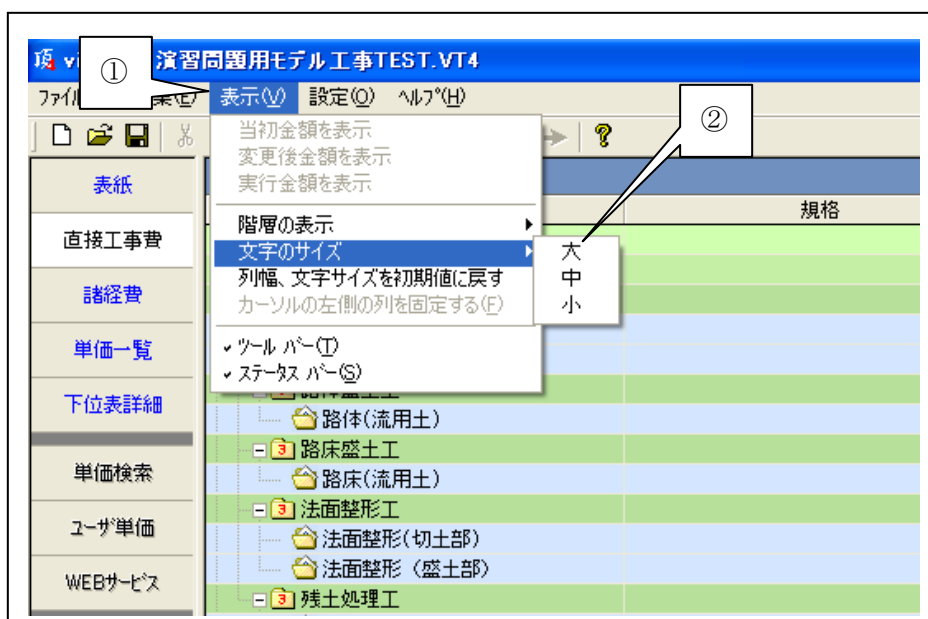 ①
②
頂 vi 演習問題用モデル工事TEST.VT4
ﾌｧｲﾙ 集(E) 表示(V) 設定(O) ﾍﾙﾌﾟ(H)
当初金額を表示
変更後金額を表示
実行金額を表示
階層の表示
文字のサイズ
列幅、文字サイズを初期値に戻す
カーソルの左側の列を固定する(F)
ﾂｰﾙ ﾊﾞｰ(T)
ｽﾃｰﾀｽ ﾊﾞｰ(S)
大
中
小
表紙
直接工事費
諸経費
単価一覧
下位表詳細
単価検索
ﾕｰｻﾞ単価
WEBｻｰﾋﾞｽ
規格
路体(流用土)
3 路床盛土工
路床(流用土)
3 法面整形工
法面整形(切土部)
法面整形（盛土部）
3 残土処理工